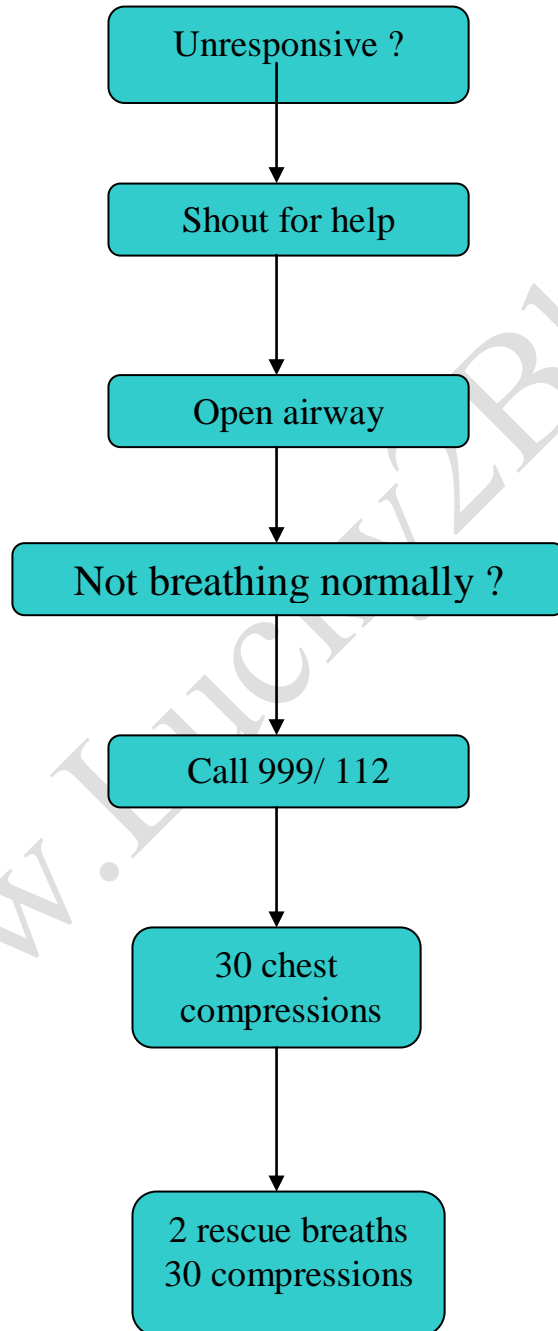 Unresponsive ?
Shout for help
Open airway
Not breathing normally ?
Call 999/ 112
30 chest
compressions
2 rescue breaths
30 compressions
w.Lucky2B